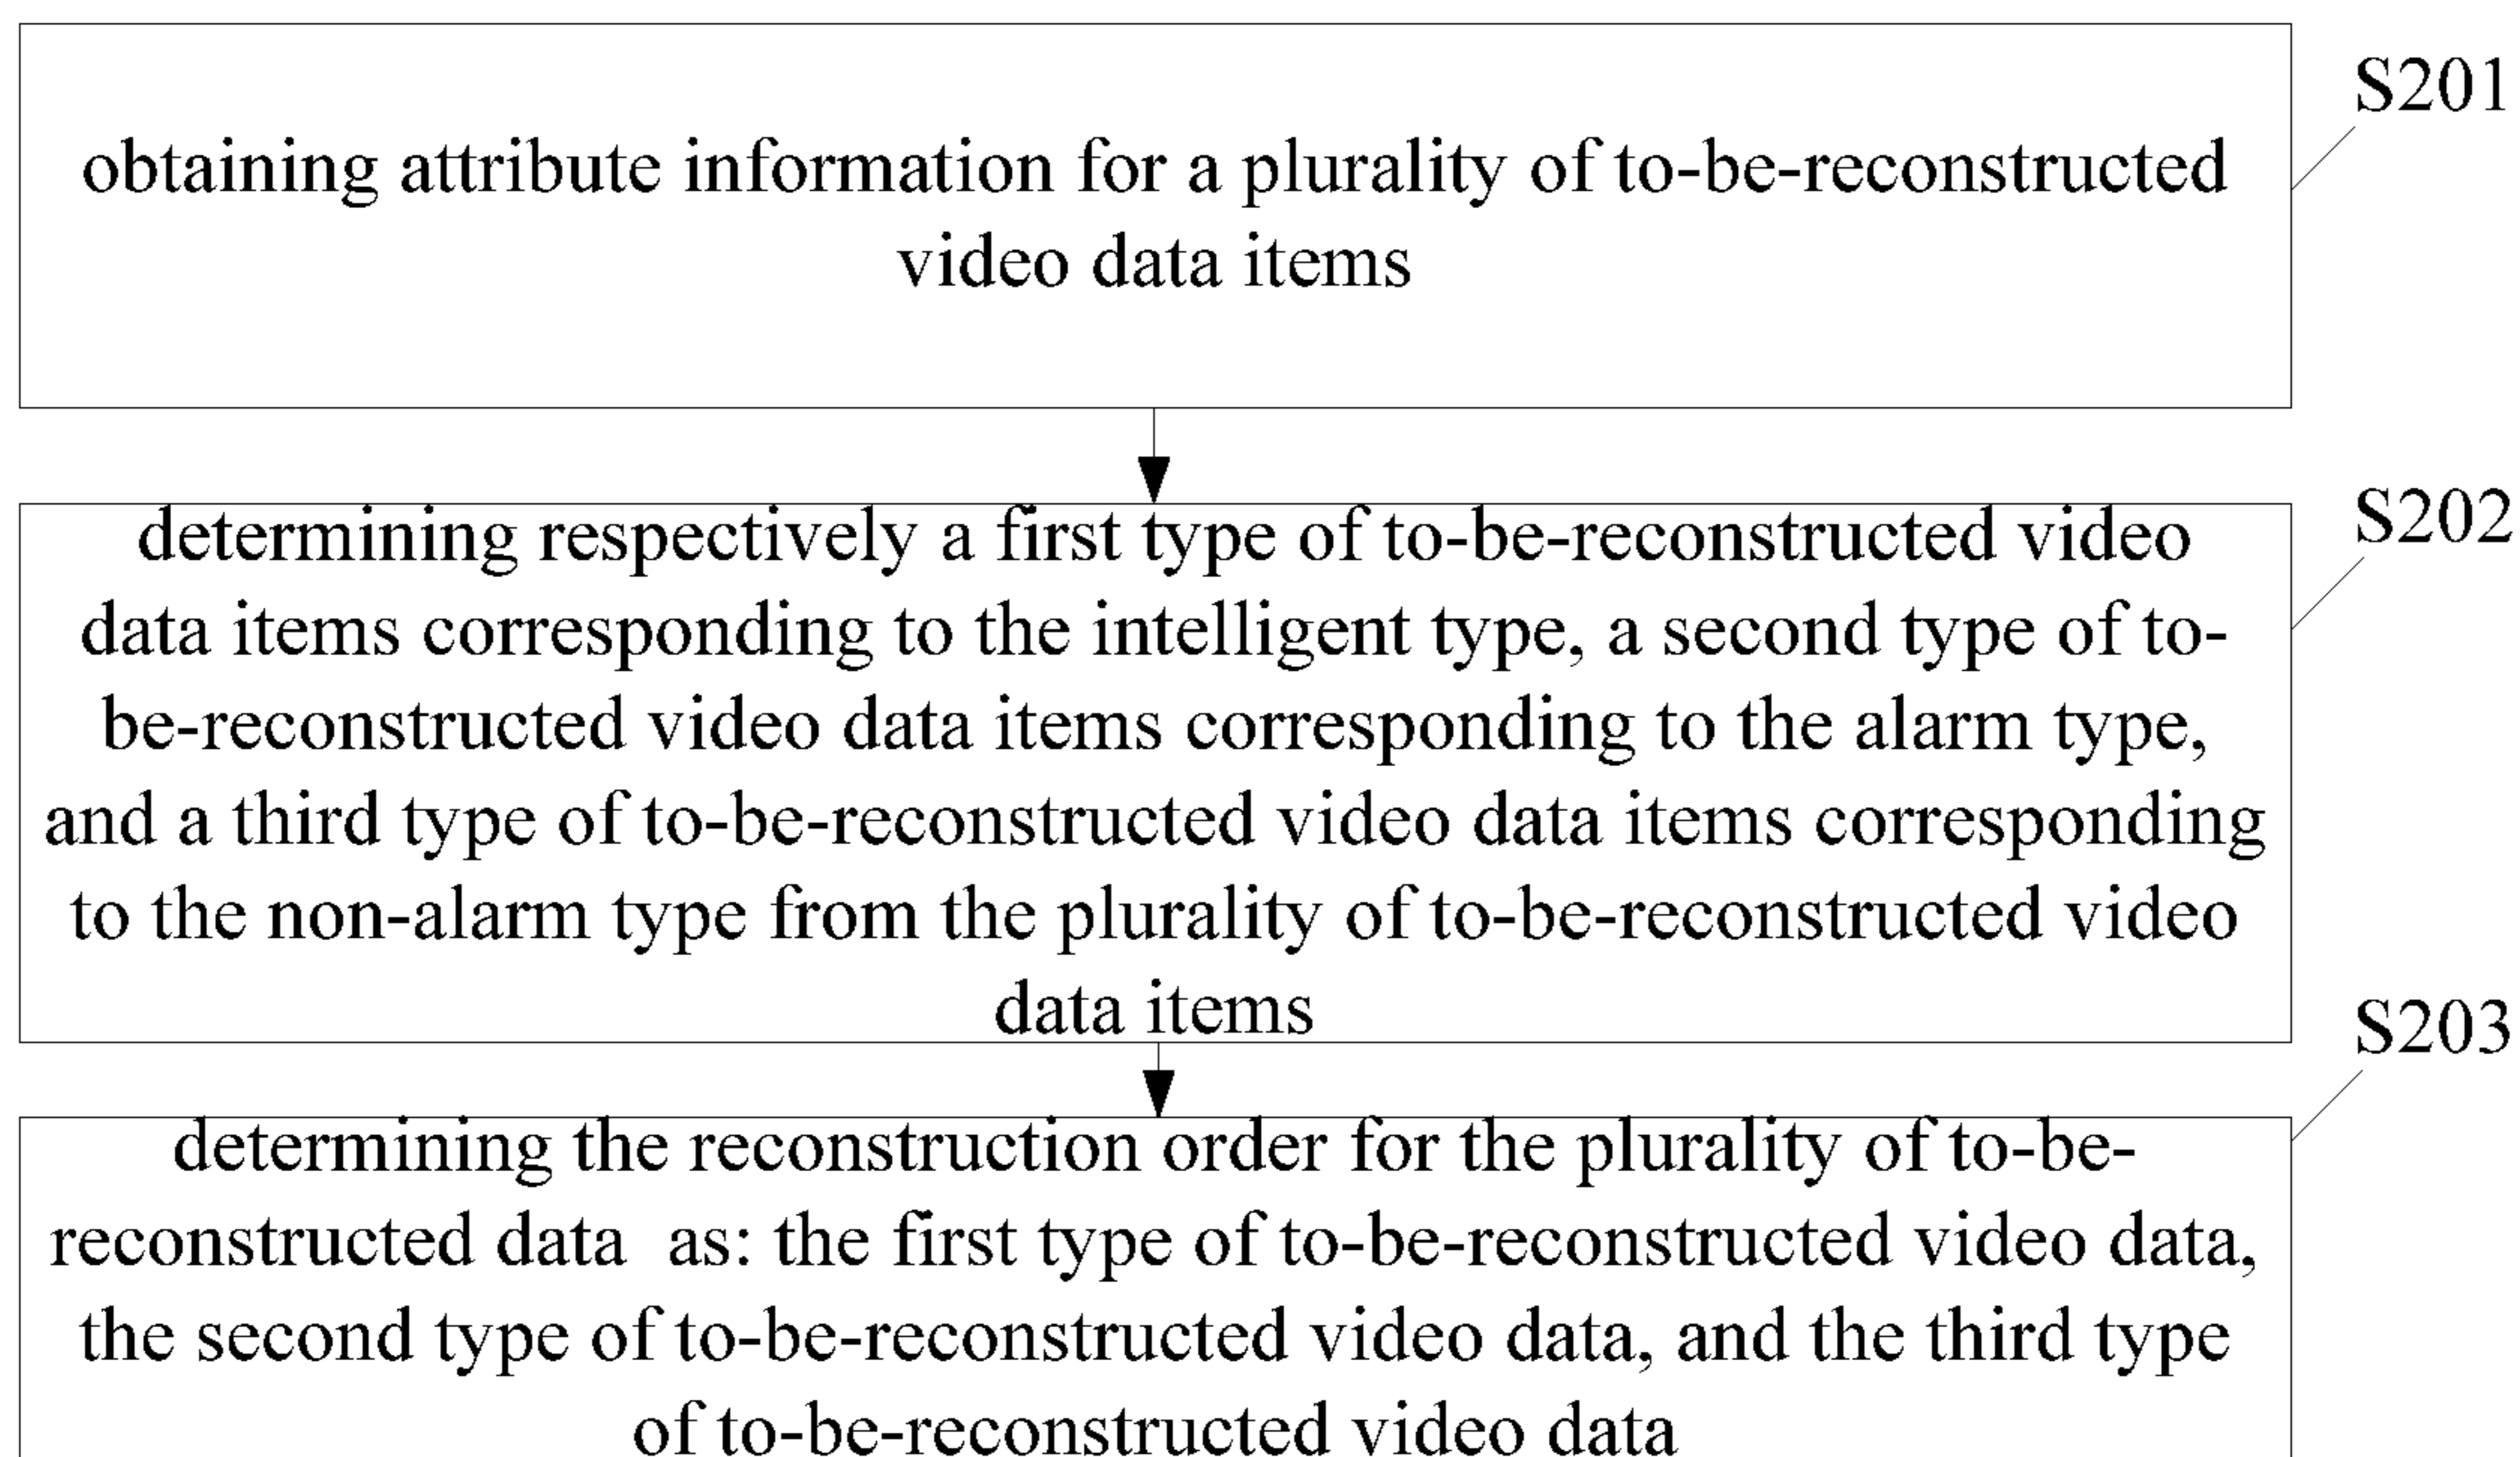 S201
obtaining attribute information for a plurality of to-be-reconstructed
video data items
S202
determining respectively a first type of to-be-reconstructed video
data items corresponding to the intelligent type, a second type of to-
be-reconstructed video data items corresponding to the alarm type,
and a third type of to-be-reconstructed video data items corresponding
to the non-alarm type from the plurality of to-be-reconstructed video
data items
S203
determining the reconstruction order for the plurality of to-be-
reconstructed data  as: the first type of to-be-reconstructed video data,
the second type of to-be-reconstructed video data, and the third type
of to-be-reconstructed video data